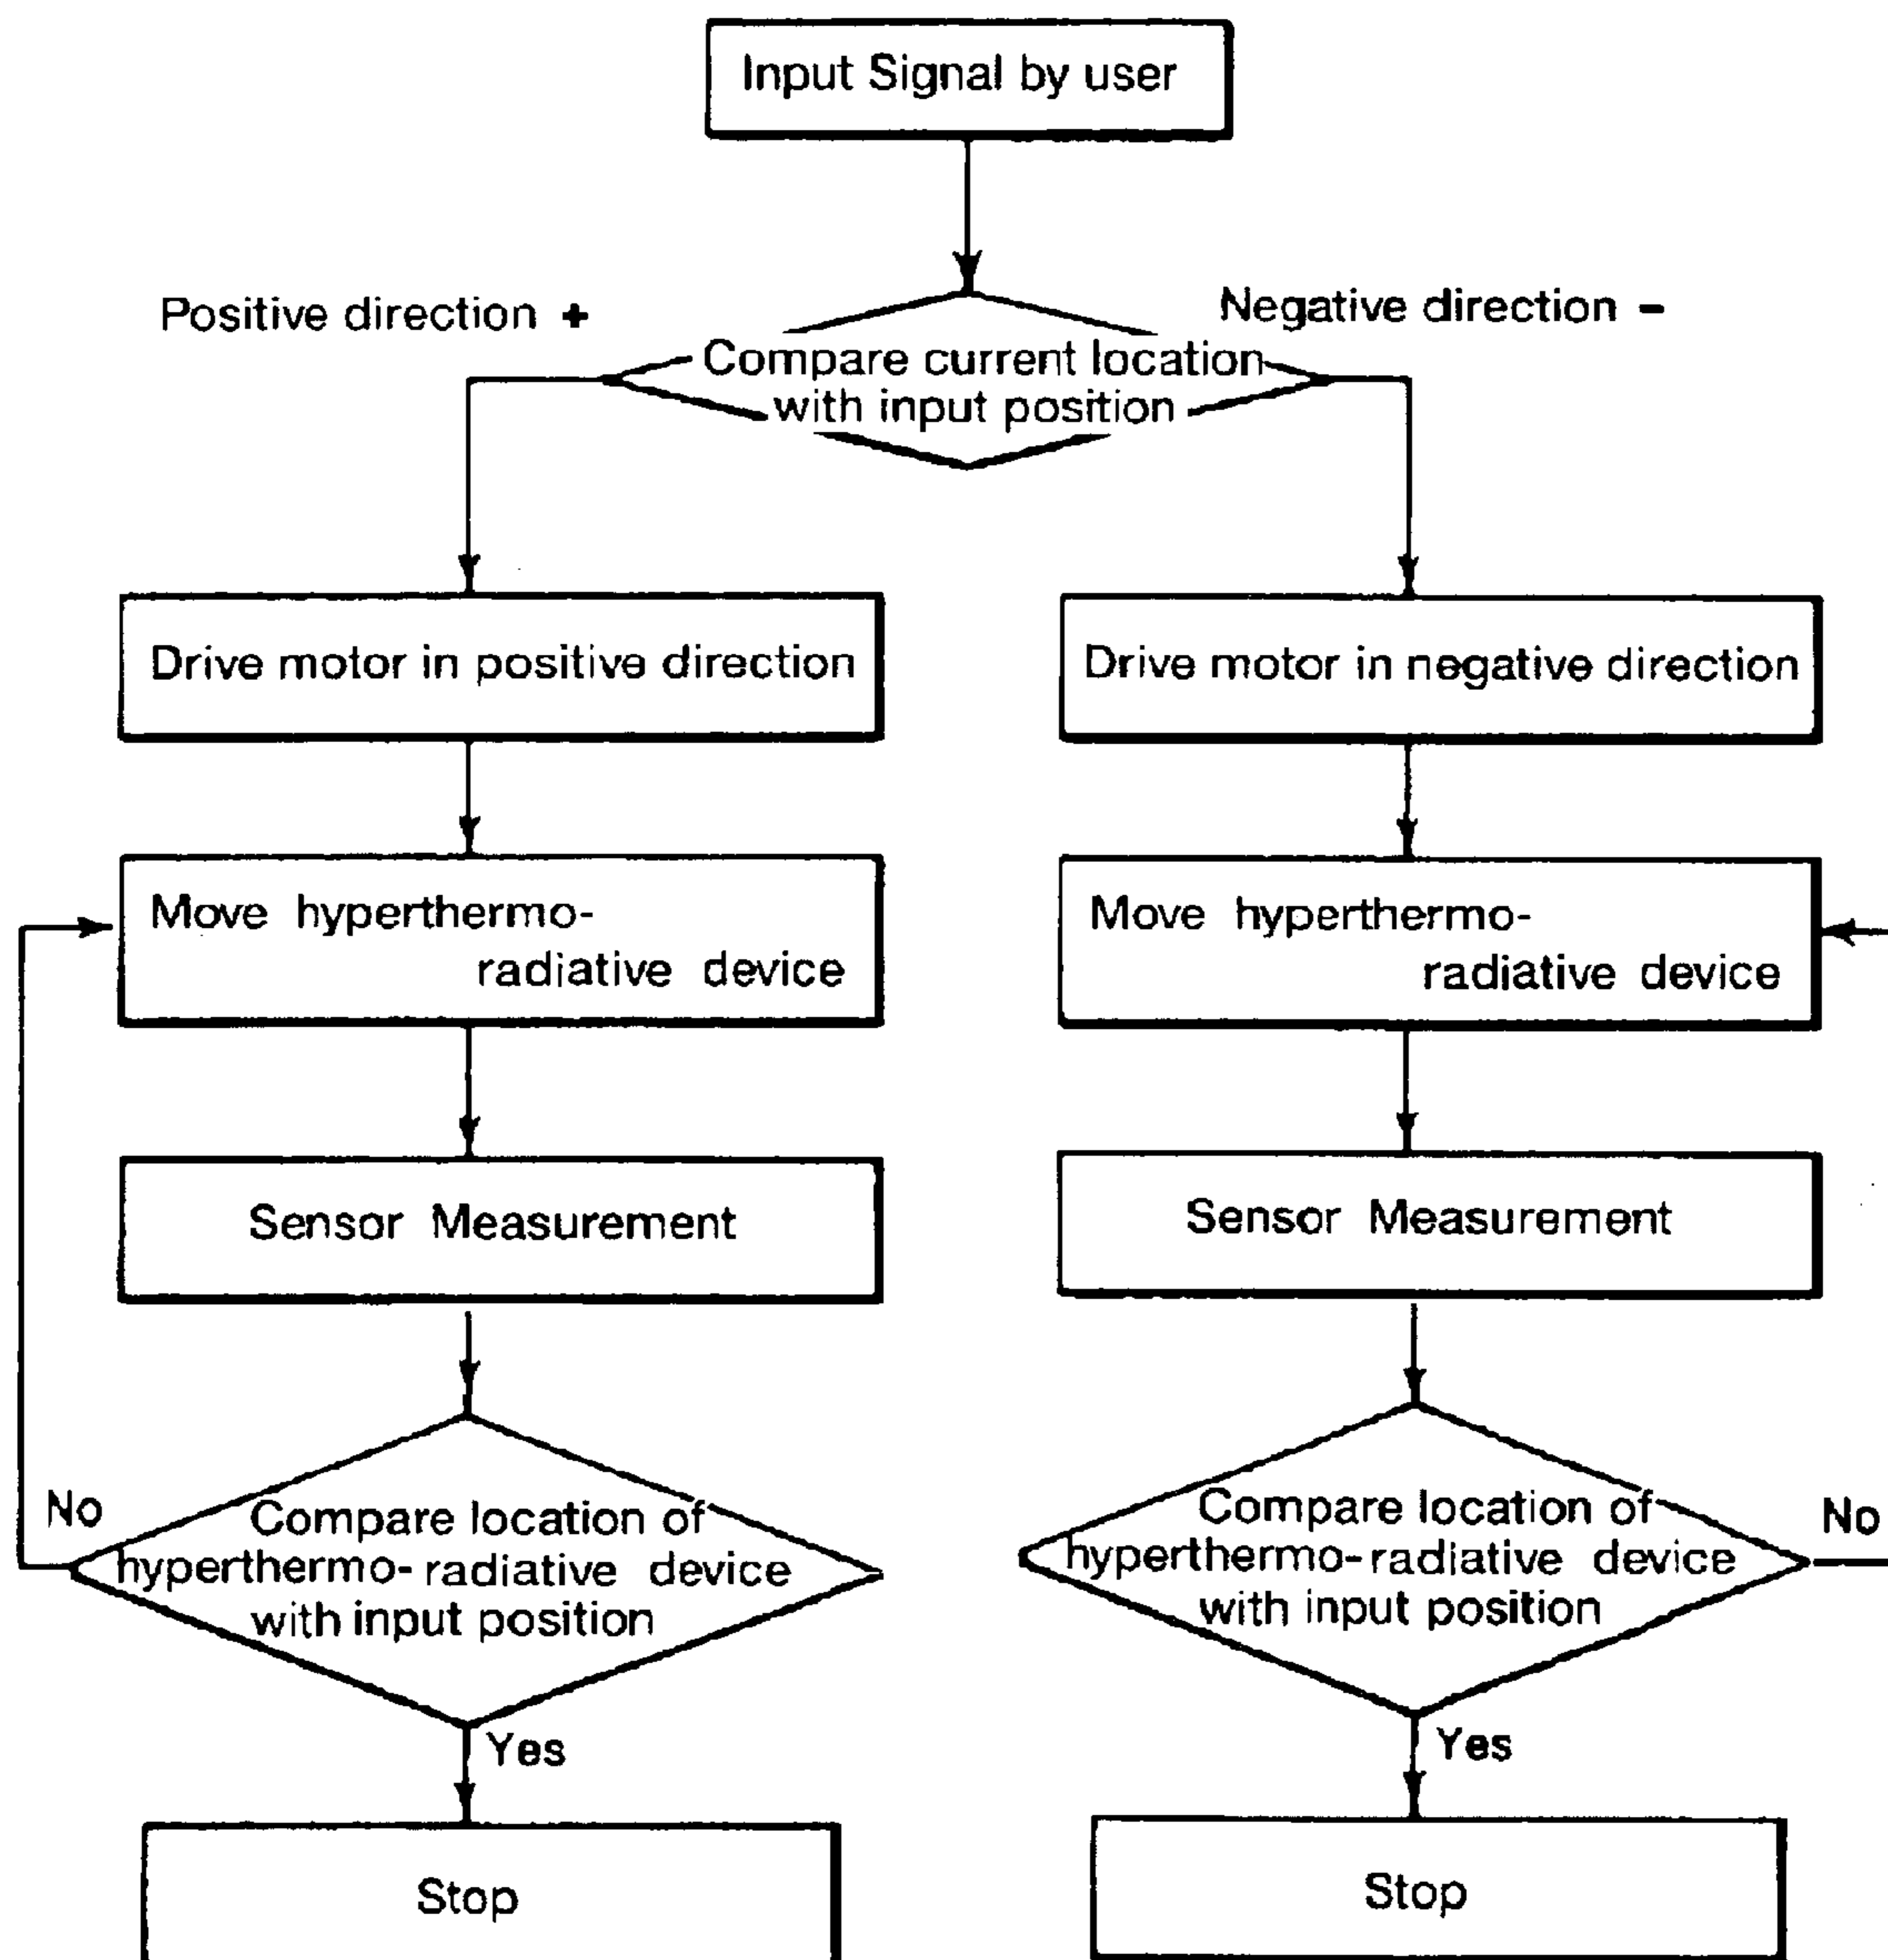 Input Signal by user
Positive direction +
Negative direction -
Compare current location
with input position
Drive motor in positive direction
Drive motor in negative direction
Move hyperthermo-
radiative device
Move hyperthermo-
radiative device
Sensor Measurement
Sensor Measurement
No
Compare location of
hyperthermo-radiative device
with input position
Compare location of
hyperthermo-radiative device
with input position
No
Yes
Yes
Stop
Stop